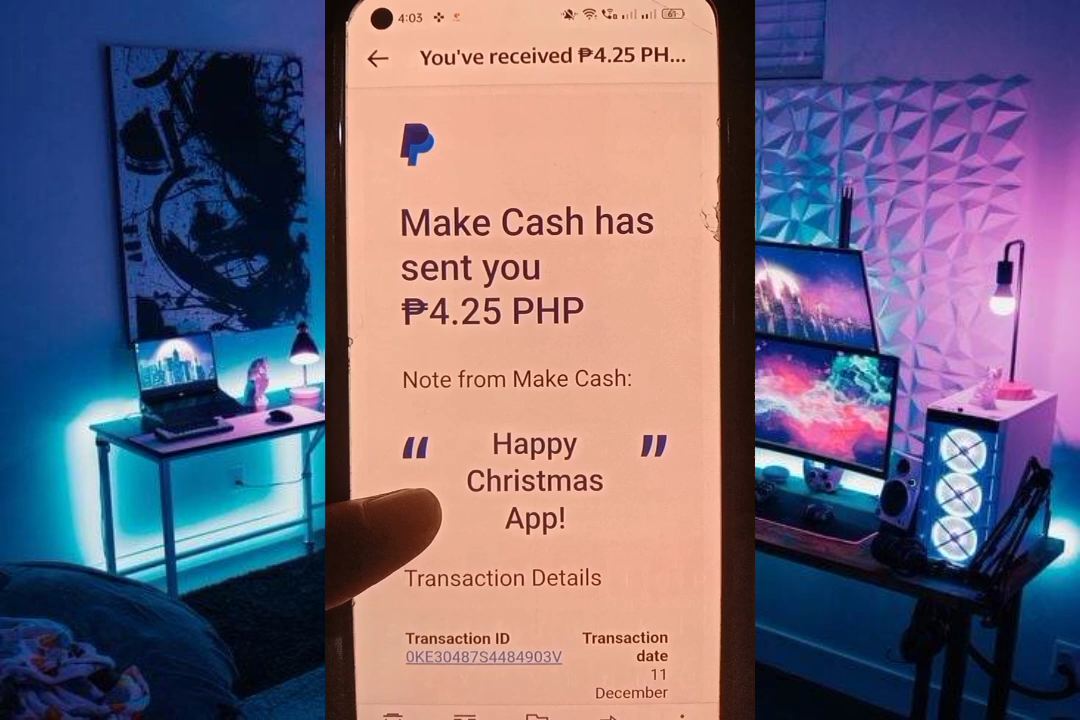 4:03
61
You've received ₱4.25 PH...
Make Cash has
sent you
₱4.25 PHP
Note from Make Cash:
“ Happy ”
Christmas
App!
Transaction Details
Transaction ID
0KE30487S4484903V
Transaction
date
11
December